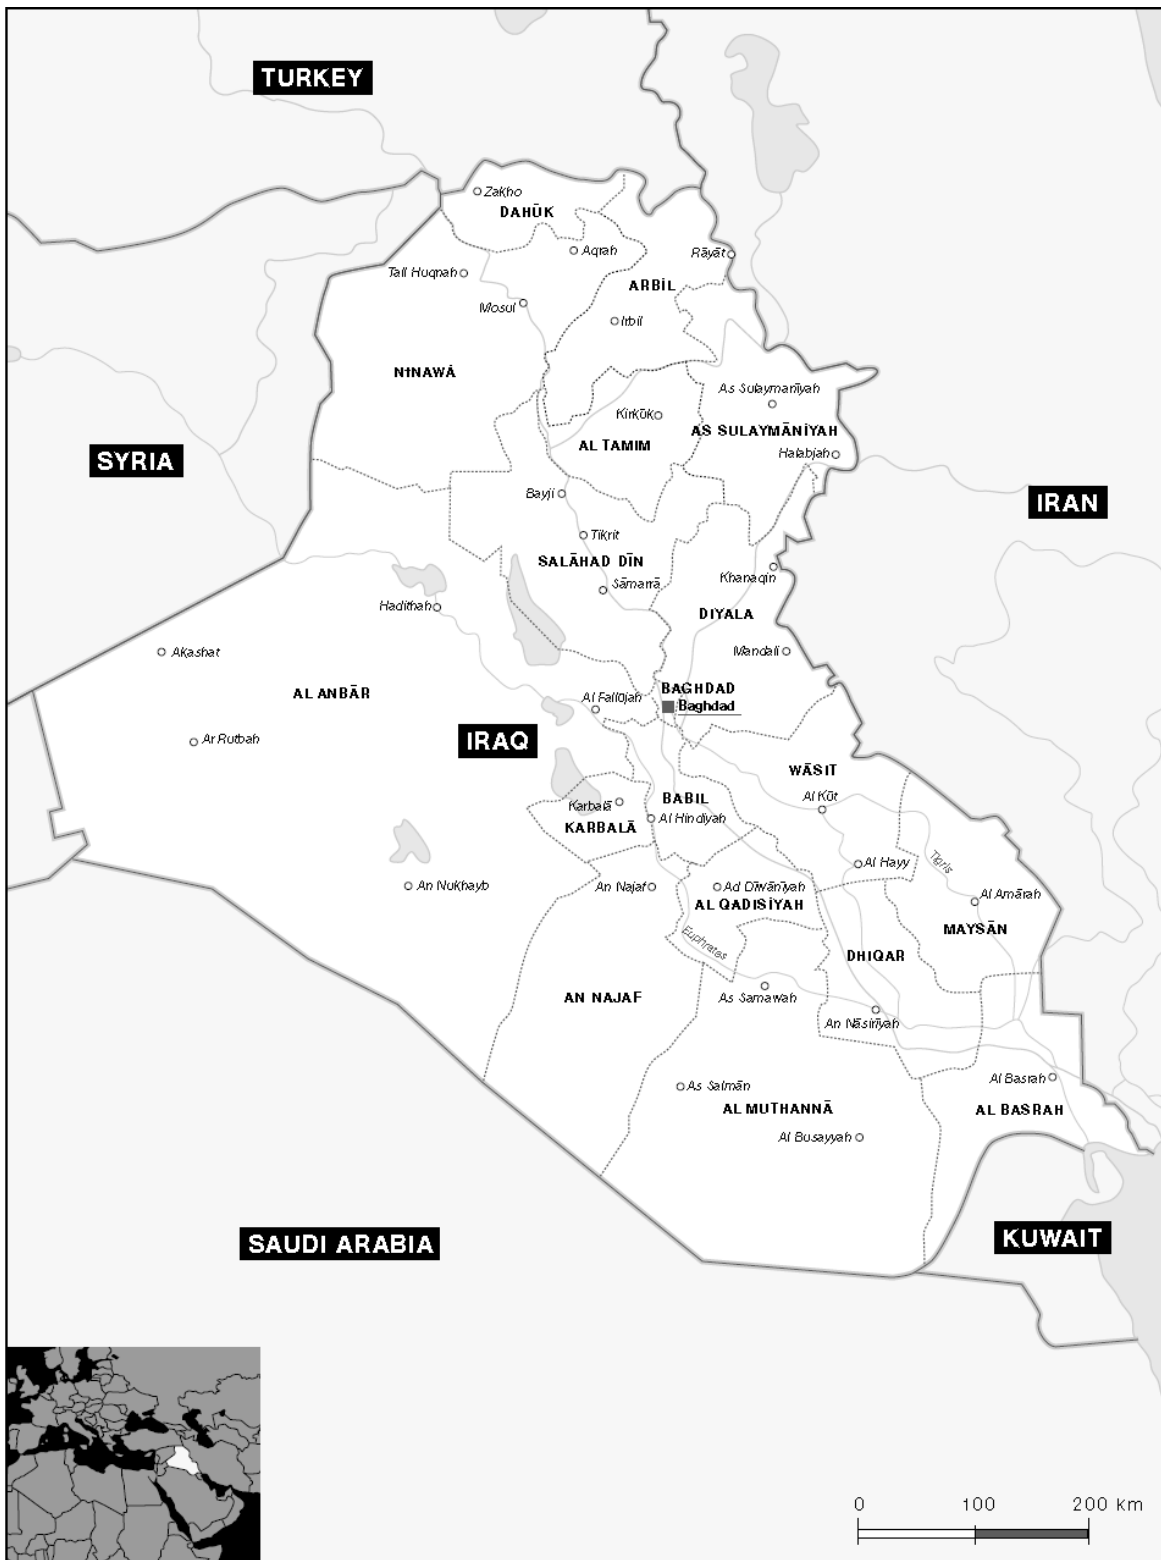 TURKEY
Zakho
DAHŪK
Aqrah
Rāyāt
Tall Huqnah
ARBĪL
Mosul
Irbil
NINAWÁ
As Sulaymanīyah
Kirkūk
AS SULAYMĀNĪYAH
AL TAMIM
Halabjah
SYRIA
Bayji
IRAN
Tikrit
SALĀHAD DĪN
Khanaqin
Sāmarrā
Hadithah
DIYALA
Akashat
Mandali
AL ANBĀR
BAGHDAD
Al Fallūjah
Baghdad
Ar Rutbah
IRAQ
WĀSIT
Karbalā
BABIL
Al Kūt
KARBALĀ
Al Hindiyah
Tigris
Al Hayy
An Nukhayb
An Najaf
Ad Dīwānīyah
Al Amārah
AL QADISĪYAH
MAYSĀN
Euphrates
DHIQAR
AN NAJAF
As Samawah
An Nāsirīyah
Al Basrah
As Salmān
AL MUTHANNĀ
AL BASRAH
Al Busayyah
SAUDI ARABIA
KUWAIT
0 100 200 km